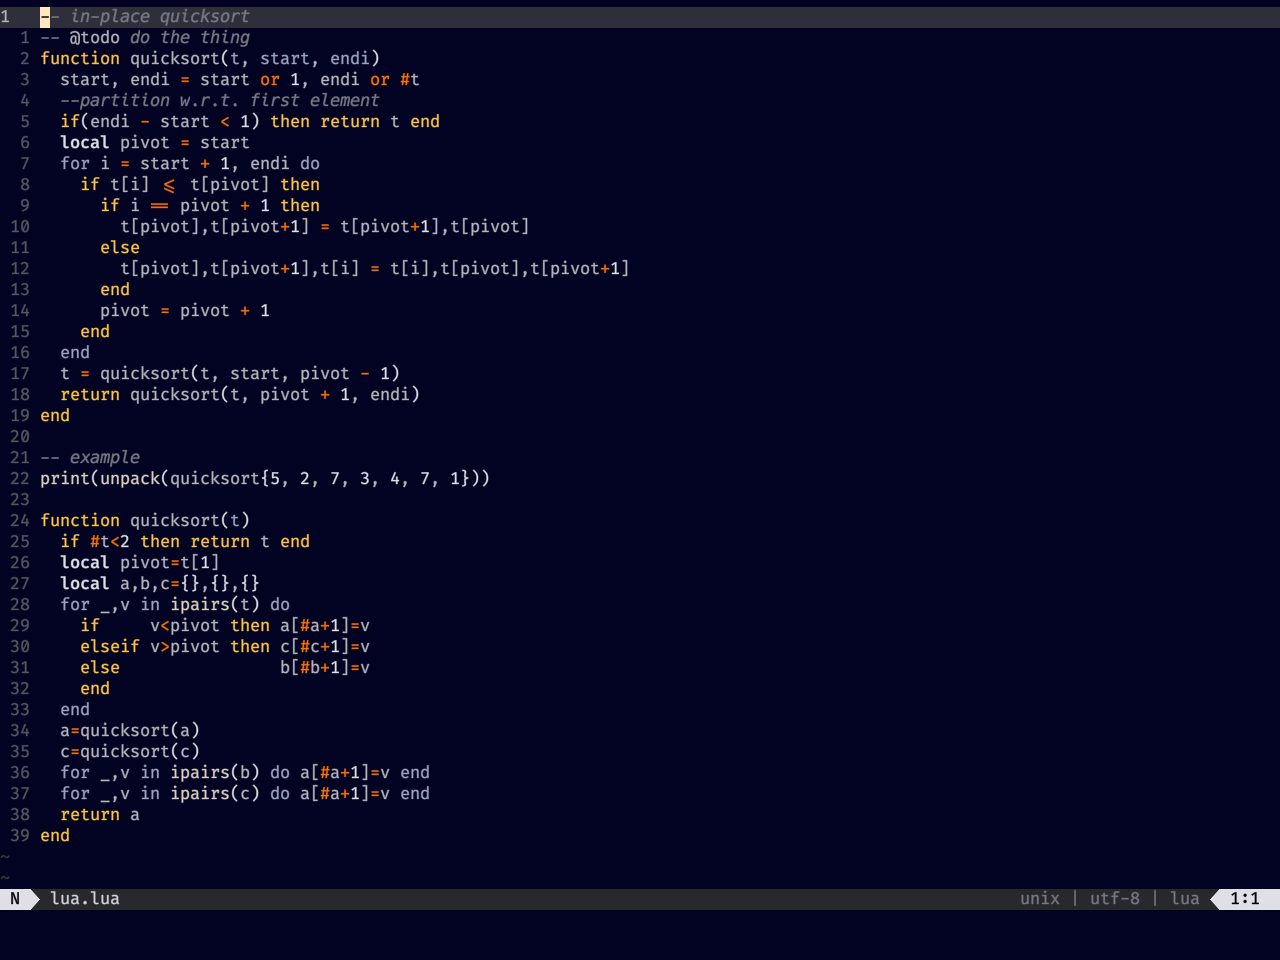 1   -- in-place quicksort
  1 -- @todo do the thing
  2 function quicksort(t, start, endi)
  3   start, endi = start or 1, endi or #t
  4   --partition w.r.t. first element
  5   if(endi - start < 1) then return t end
  6   local pivot = start
  7   for i = start + 1, endi do
  8     if t[i] <= t[pivot] then
  9       if i == pivot + 1 then
 10         t[pivot],t[pivot+1] = t[pivot+1],t[pivot]
 11       else
 12         t[pivot],t[pivot+1],t[i] = t[i],t[pivot],t[pivot+1]
 13       end
 14       pivot = pivot + 1
 15     end
 16   end
 17   t = quicksort(t, start, pivot - 1)
 18   return quicksort(t, pivot + 1, endi)
 19 end
 20
 21 -- example
 22 print(unpack(quicksort{5, 2, 7, 3, 4, 7, 1}))
 23
 24 function quicksort(t)
 25   if #t<2 then return t end
 26   local pivot=t[1]
 27   local a,b,c={},{},{}
 28   for _,v in ipairs(t) do
 29     if     v<pivot then a[#a+1]=v
 30     elseif v>pivot then c[#c+1]=v
 31     else                b[#b+1]=v
 32     end
 33   end
 34   a=quicksort(a)
 35   c=quicksort(c)
 36   for _,v in ipairs(b) do a[#a+1]=v end
 37   for _,v in ipairs(c) do a[#a+1]=v end
 38   return a
 39 end
~
~
N lua.lua unix | utf-8 | lua 1:1